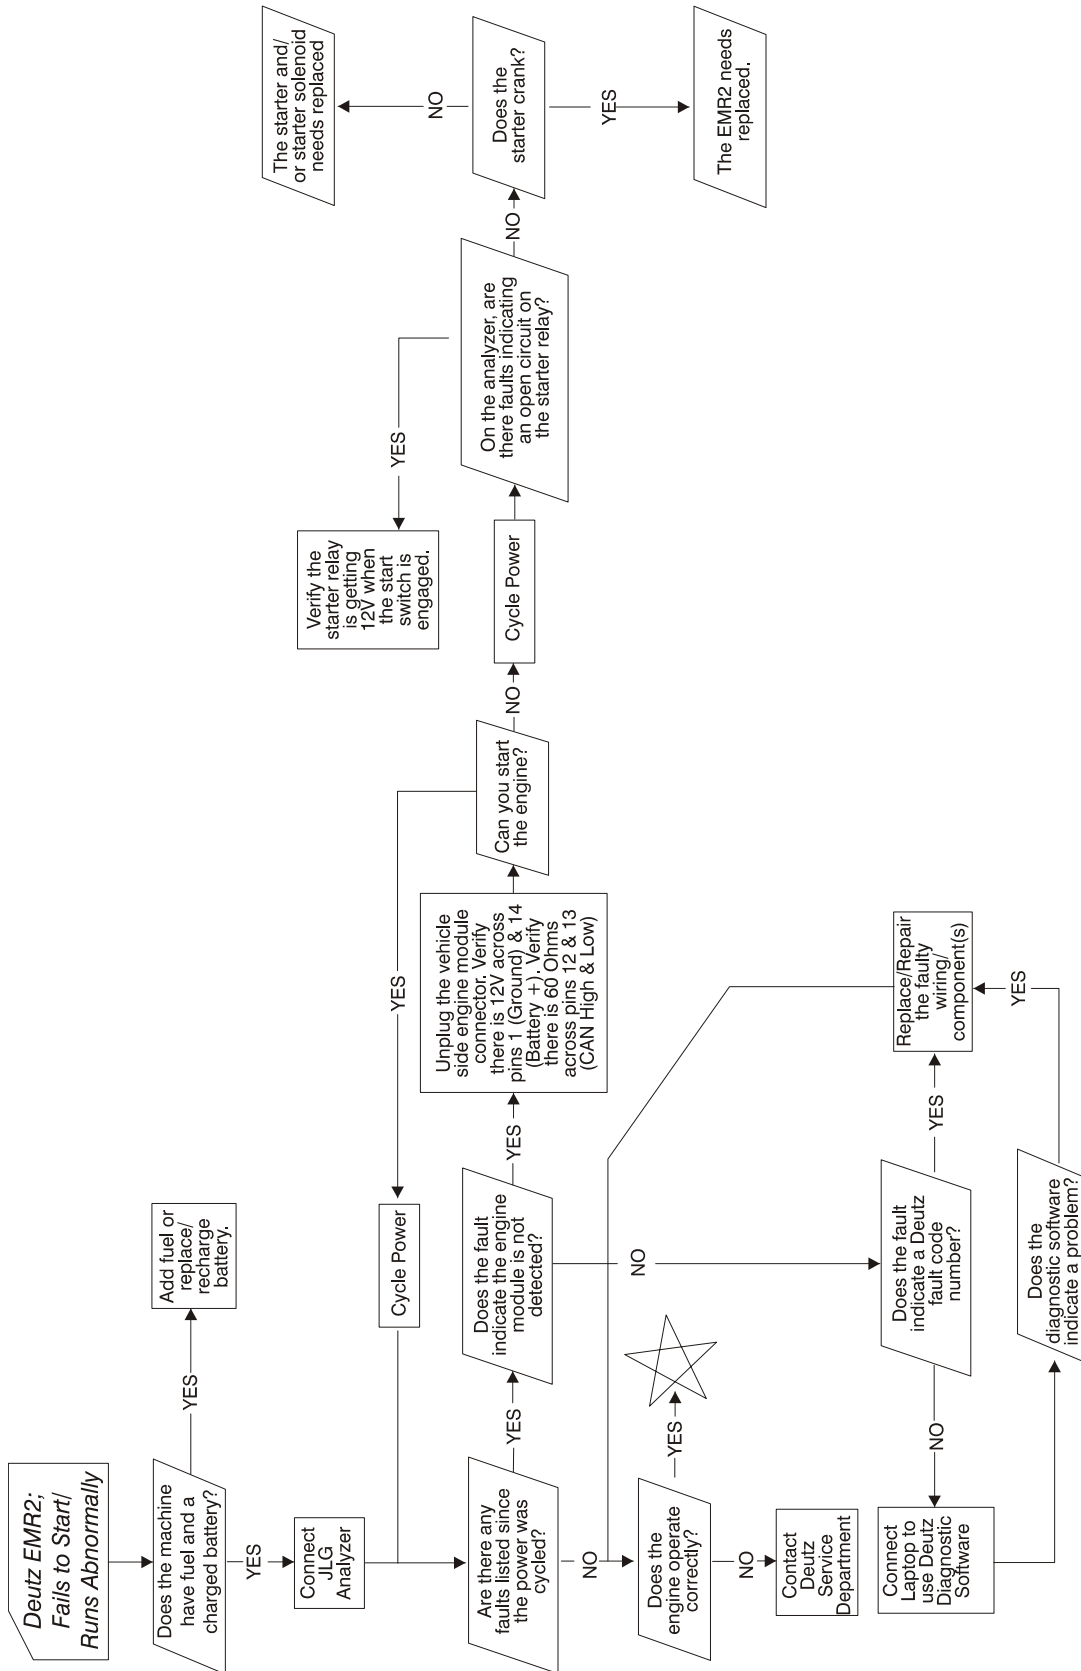 Deutz EMR2;
Fails to Start/
Runs Abnormally
Does the machine
have fuel and a
charged battery?
YES
Add fuel or
replace/
recharge
battery.
YES
Connect
JLG
Analyzer
Cycle Power
YES
Are there any
faults listed since
the power was
cycled?
YES
Does the fault
indicate the engine
module is not
detected?
YES
Unplug the vehicle
side engine module
connector. Verify
there is 12V across
pins 1 (Ground) & 14
(Battery +). Verify
there is 60 Ohms
across pins 12 & 13
(CAN High & Low)
Can you start
the engine?
NO
Cycle Power
On the analyzer, are
there faults indicating
an open circuit on
the starter relay?
YES
Verify the
starter relay
is getting
12V when
the start
switch is
engaged.
NO
Does the
starter crank?
NO
The starter and/
or starter solenoid
needs replaced
YES
The EMR2 needs
replaced.
NO
Does the
engine operate
correctly?
YES
NO
Contact
Deutz
Service
Department
NO
Does the fault
indicate a Deutz
fault code
number?
YES
Replace/Repair
the faulty
wiring/
component(s)
NO
Connect
Laptop to
use Deutz
Diagnostic
Software
Does the
diagnostic software
indicate a problem?
YES